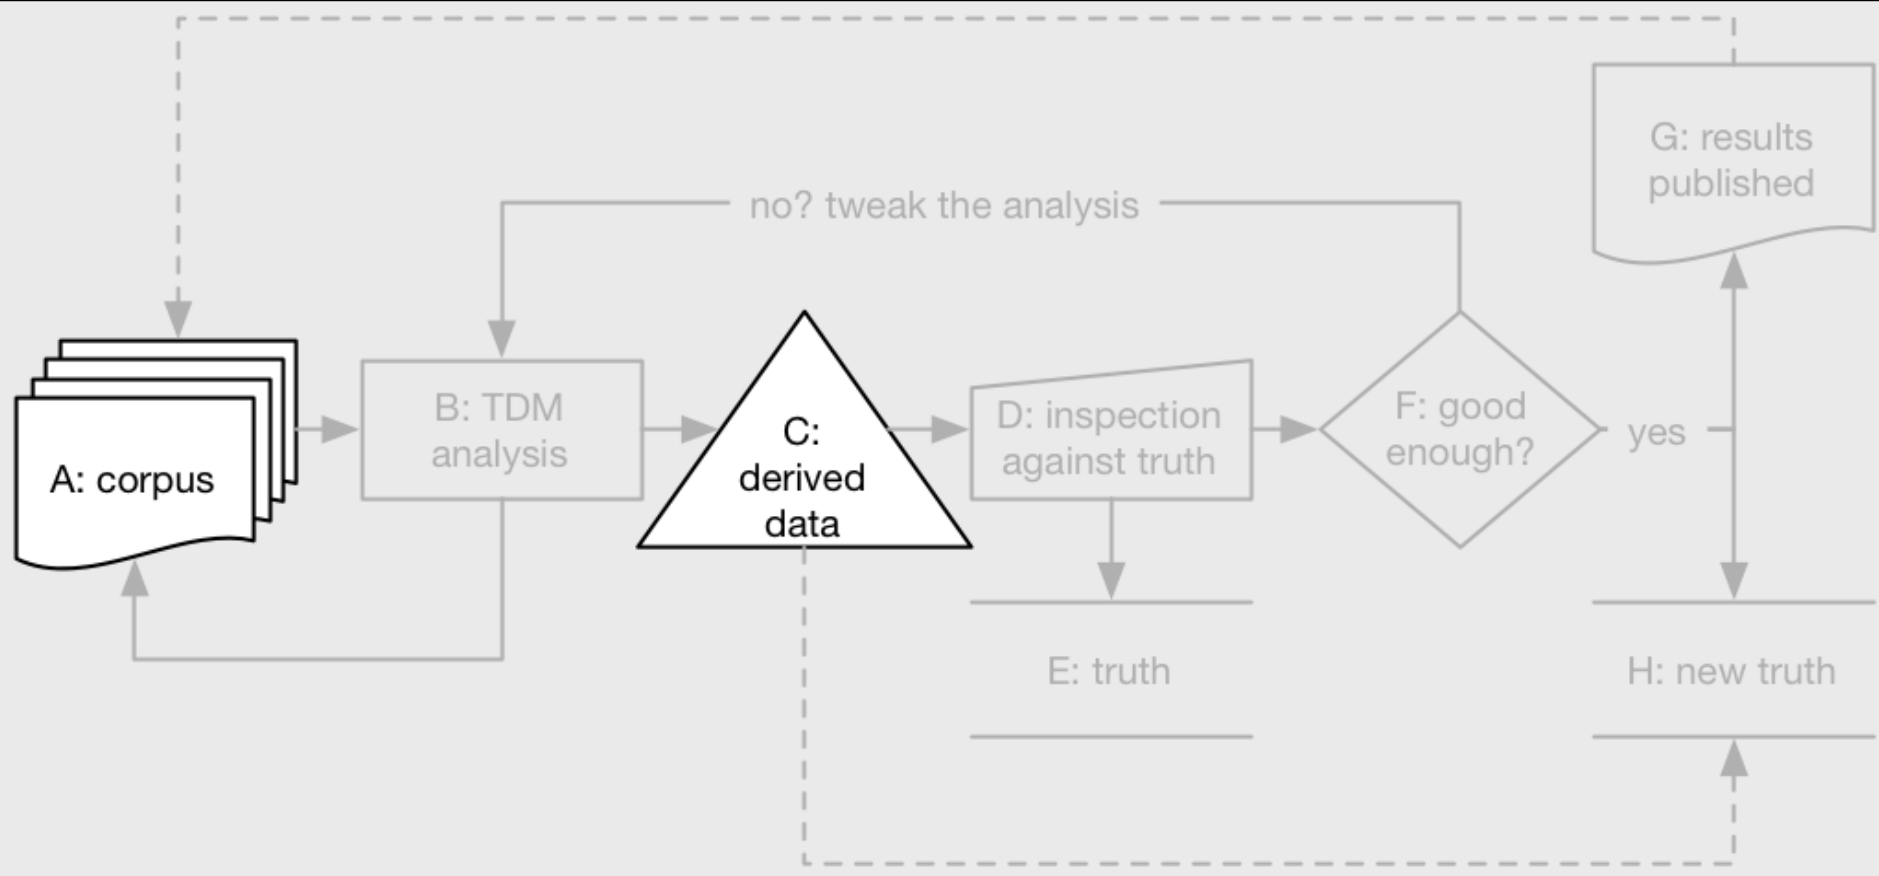 G: results
published
no? tweak the analysis
A: corpus
B: TDM
analysis
C:
derived
data
D: inspection
against truth
F: good
enough?
yes
E: truth
H: new truth